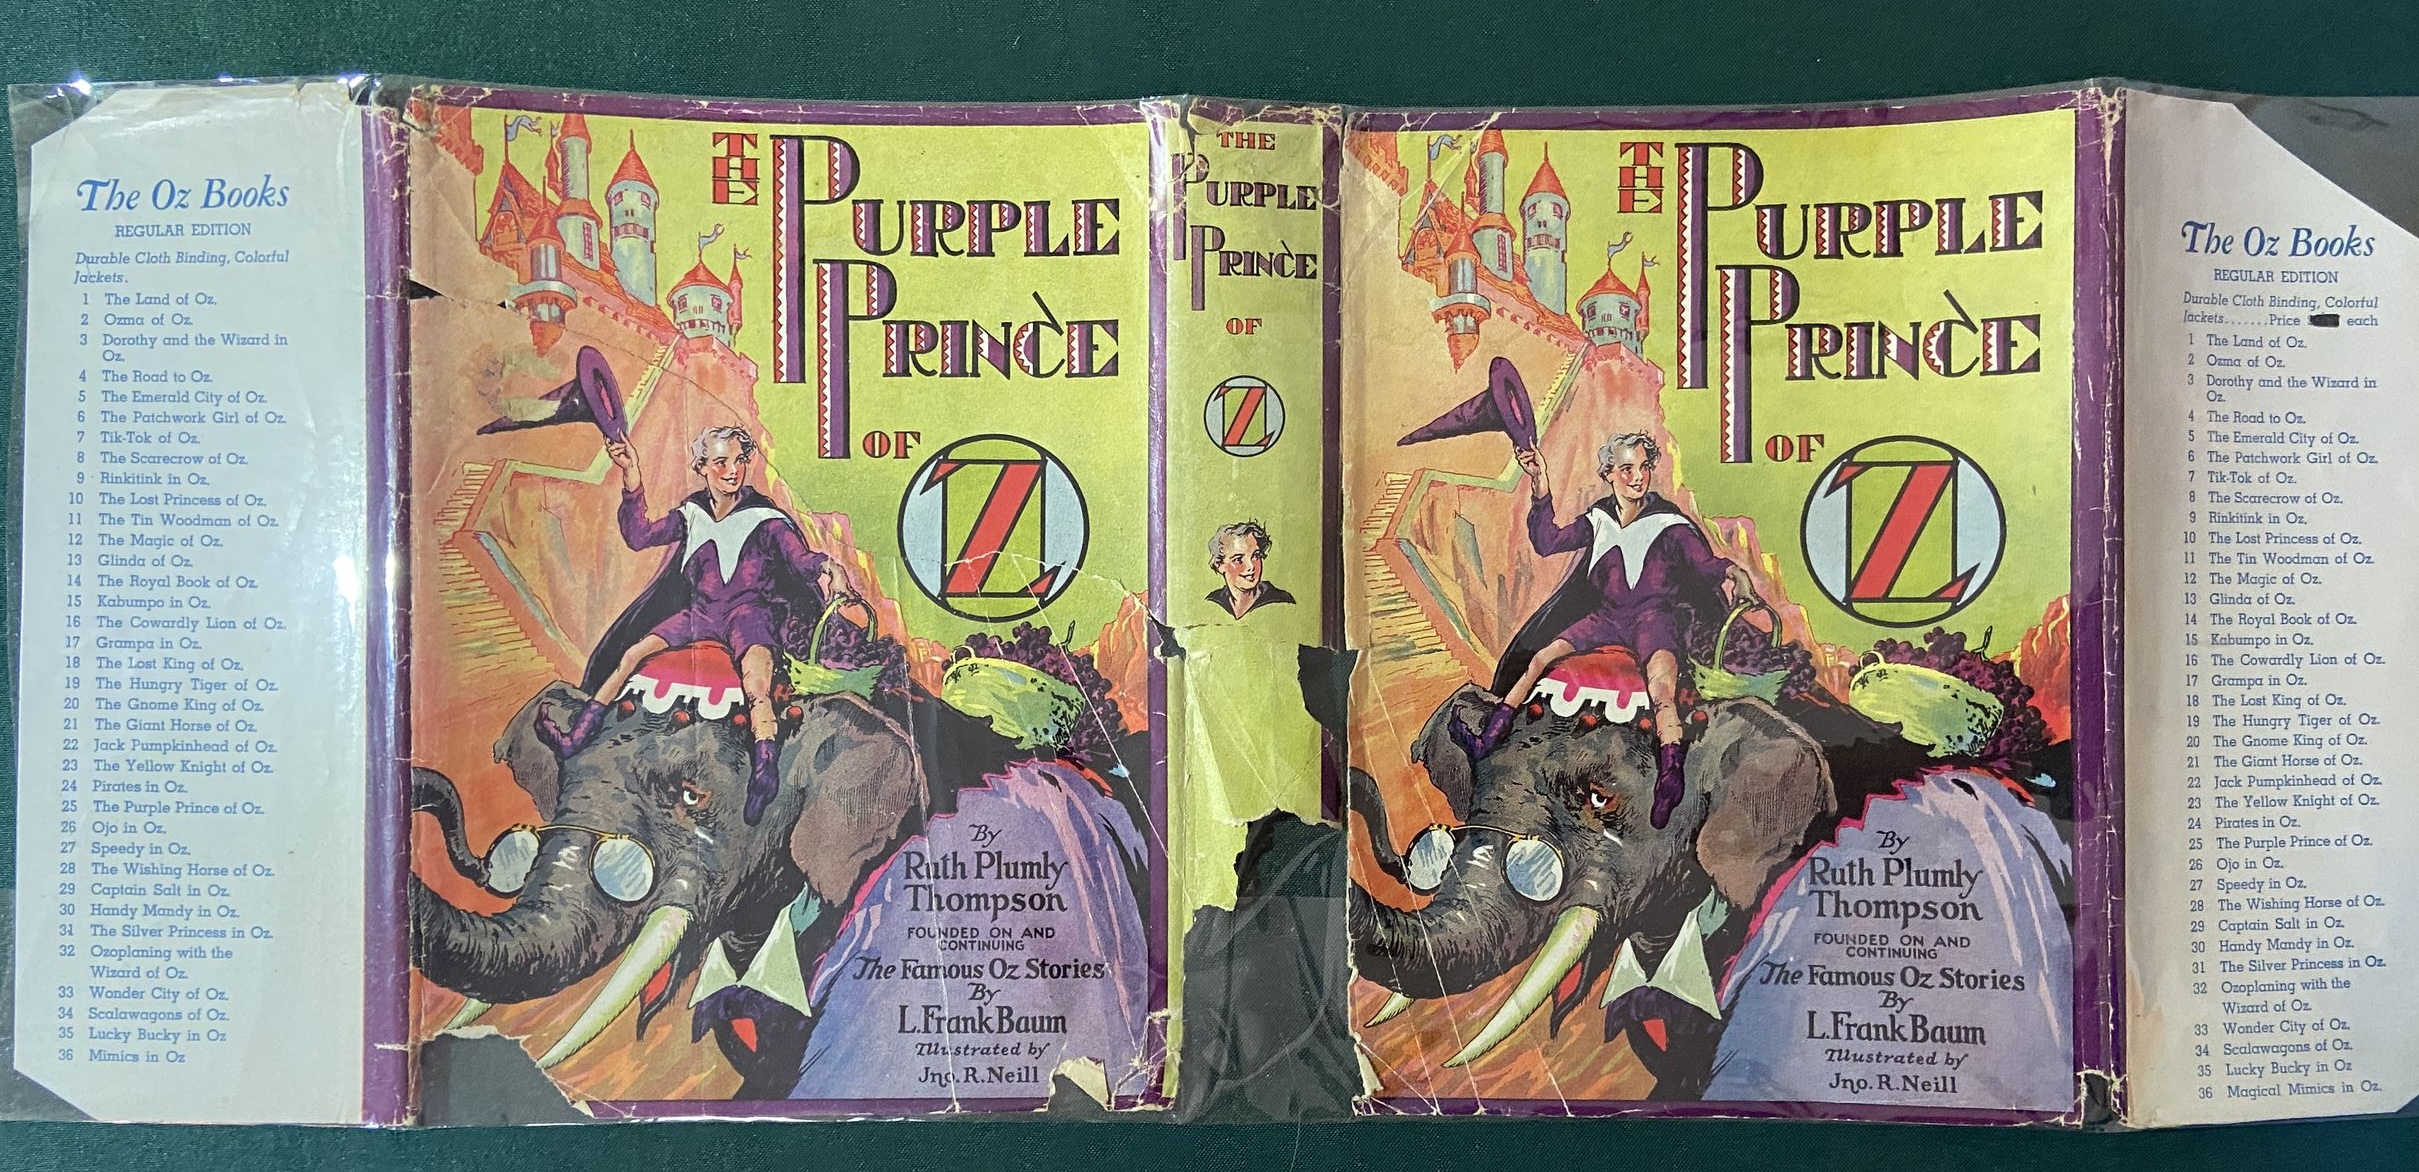 The Oz Books
REGULAR EDITION
Durable Cloth Binding, Colorful
Jackets.
1 The Land of Oz.
2 Ozma of Oz.
3 Dorothy and the Wizard in
Oz.
4 The Road to Oz.
5 The Emerald City of Oz.
6 The Patchwork Girl of Oz.
7 Tik-Tok of Oz.
8 The Scarecrow of Oz.
9 Rinkitink in Oz.
10 The Lost Princess of Oz.
11 The Tin Woodman of Oz.
12 The Magic of Oz.
13 Glinda of Oz.
14 The Royal Book of Oz.
15 Kabumpo in Oz.
16 The Cowardly Lion of Oz.
17 Grampa in Oz.
18 The Lost King of Oz.
19 The Hungry Tiger of Oz.
20 The Gnome King of Oz.
21 The Giant Horse of Oz.
22 Jack Pumpkinhead of Oz.
23 The Yellow Knight of Oz.
24 Pirates in Oz.
25 The Purple Prince of Oz.
26 Ojo in Oz.
27 Speedy in Oz.
28 The Wishing Horse of Oz.
29 Captain Salt in Oz.
30 Handy Mandy in Oz.
31 The Silver Princess in Oz.
32 Ozoplaning with the
Wizard of Oz.
33 Wonder City of Oz.
34 Scalawagons of Oz.
35 Lucky Bucky in Oz
36 Mimics in Oz
THE
PURPLE
PRINCE
OF
OZ
By
Ruth Plumly
Thompson
FOUNDED ON AND
CONTINUING
The Famous Oz Stories
By
L. Frank Baum
Illustrated by
Jno. R. Neill
THE
PURPLE
PRINCE
OF
OZ
THE
PURPLE
PRINCE
OF
OZ
By
Ruth Plumly
Thompson
FOUNDED ON AND
CONTINUING
The Famous Oz Stories
By
L. Frank Baum
Illustrated by
Jno. R. Neill
The Oz Books
REGULAR EDITION
Durable Cloth Binding, Colorful
Jackets.......Price each
1 The Land of Oz.
2 Ozma of Oz.
3 Dorothy and the Wizard in
Oz.
4 The Road to Oz.
5 The Emerald City of Oz.
6 The Patchwork Girl of Oz.
7 Tik-Tok of Oz.
8 The Scarecrow of Oz.
9 Rinkitink in Oz.
10 The Lost Princess of Oz.
11 The Tin Woodman of Oz.
12 The Magic of Oz.
13 Glinda of Oz.
14 The Royal Book of Oz.
15 Kabumpo in Oz.
16 The Cowardly Lion of Oz.
17 Grampa in Oz.
18 The Lost King of Oz.
19 The Hungry Tiger of Oz.
20 The Gnome King of Oz.
21 The Giant Horse of Oz.
22 Jack Pumpkinhead of Oz.
23 The Yellow Knight of Oz.
24 Pirates in Oz.
25 The Purple Prince of Oz.
26 Ojo in Oz.
27 Speedy in Oz.
28 The Wishing Horse of Oz.
29 Captain Salt in Oz.
30 Handy Mandy in Oz.
31 The Silver Princess in Oz.
32 Ozoplaning with the
Wizard of Oz.
33 Wonder City of Oz.
34 Scalawagons of Oz.
35 Lucky Bucky in Oz
36 Magical Mimics in Oz.